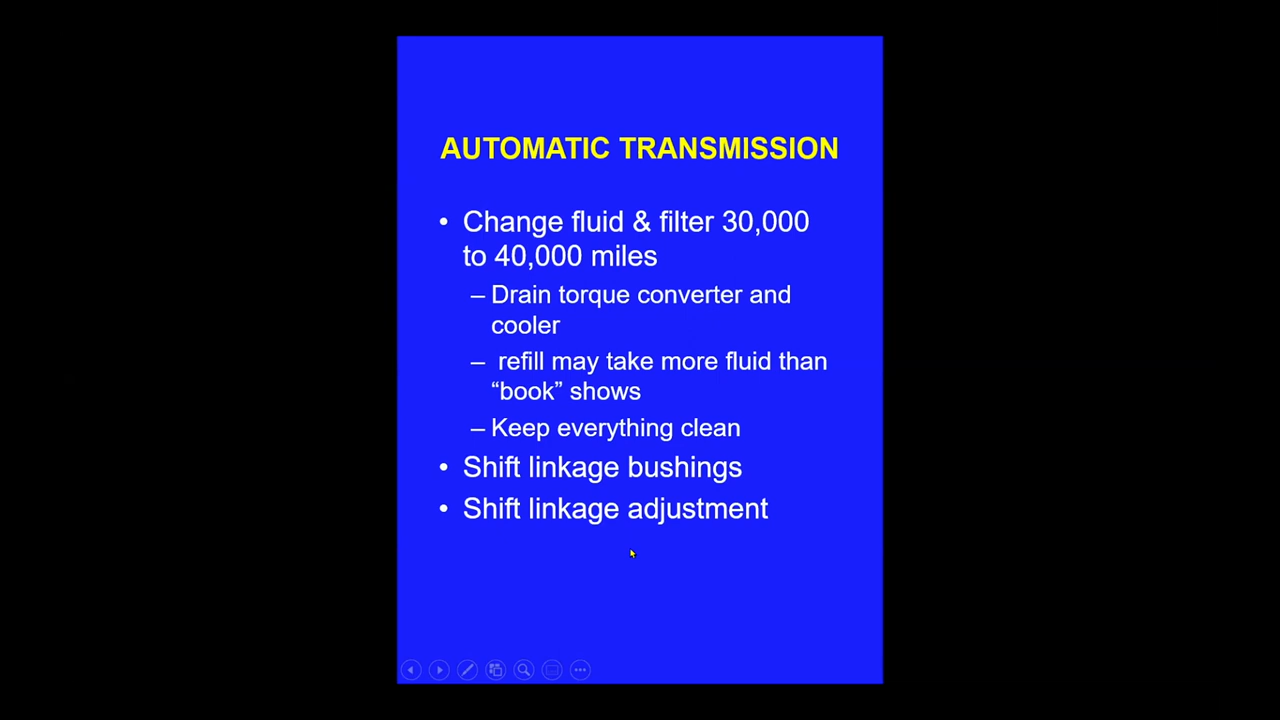 AUTOMATIC TRANSMISSION
• Change fluid & filter 30,000
to 40,000 miles
– Drain torque converter and
cooler
– refill may take more fluid than
“book” shows
– Keep everything clean
• Shift linkage bushings
• Shift linkage adjustment